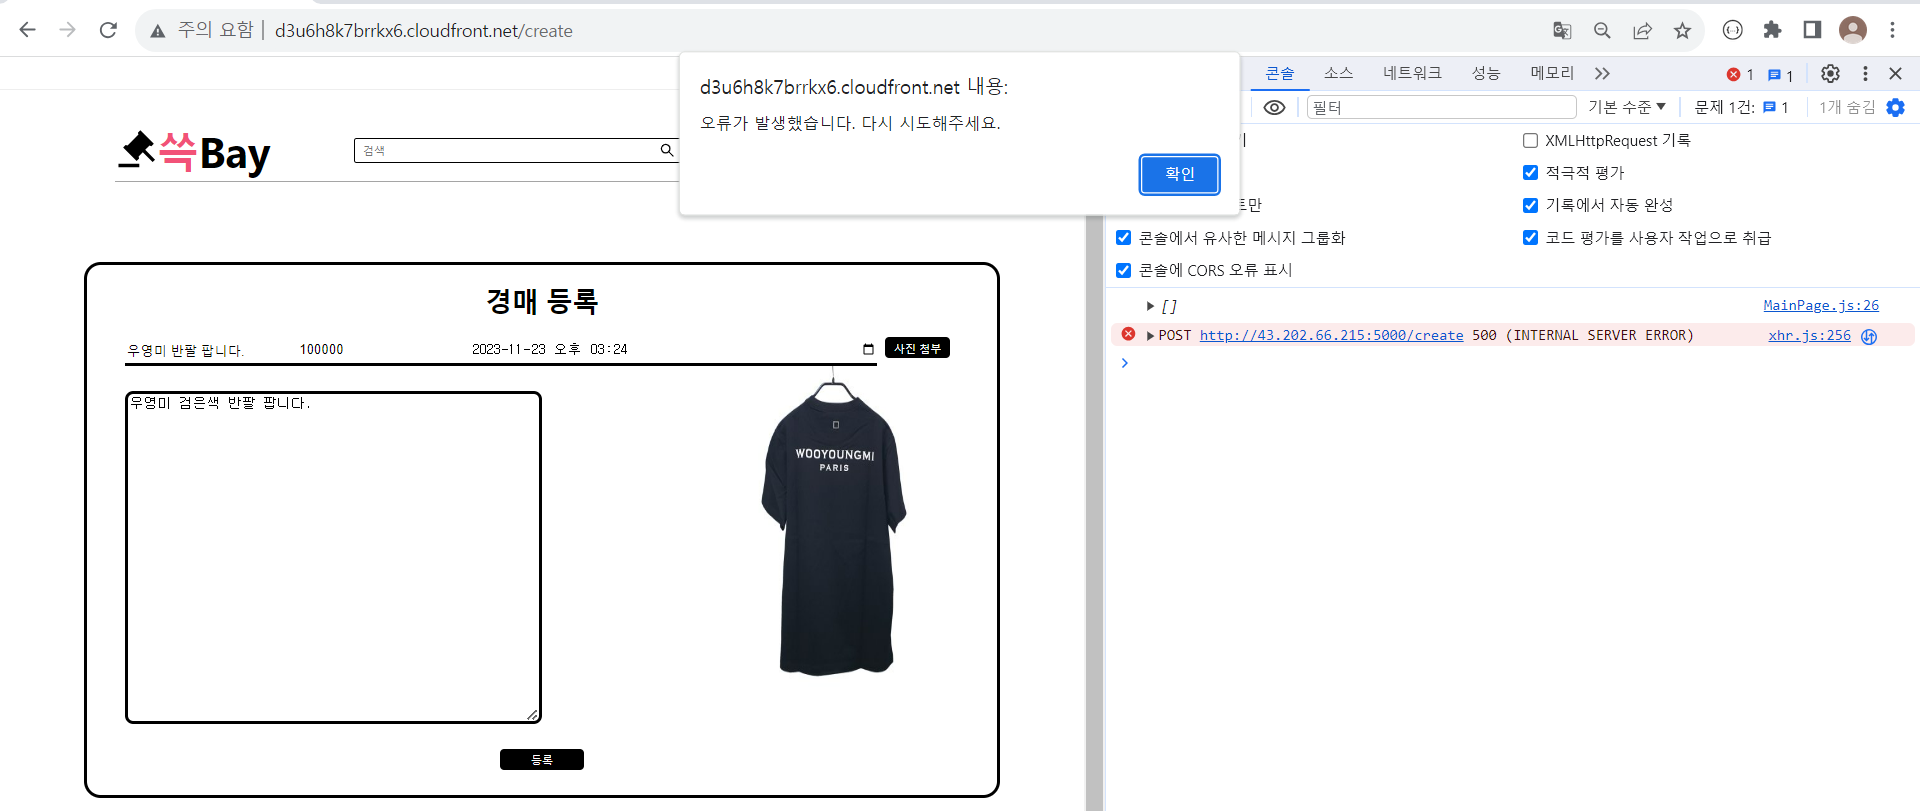 주의 요함 | d3u6h8k7brrkx6.cloudfront.net/create
d3u6h8k7brrkx6.cloudfront.net 내용:
오류가 발생했습니다. 다시 시도해주세요.
확인
쓱Bay
검색
경매 등록
우영미 반팔 팝니다. 100000 2023-11-23 오후 03:24 사진 첨부
우영미 검은색 반팔 팝니다.
WOOYOUNGMI
PARIS
등록
콘솔 소스 네트워크 성능 메모리 1 1
필터 기본 수준 문제 1건: 1 1개 숨김
XMLHttpRequest 기록
적극적 평가
트만 기록에서 자동 완성
콘솔에서 유사한 메시지 그룹화 코드 평가를 사용자 작업으로 취급
콘솔에 CORS 오류 표시
[] MainPage.js:26
POST http://43.202.66.215:5000/create 500 (INTERNAL SERVER ERROR) xhr.js:256